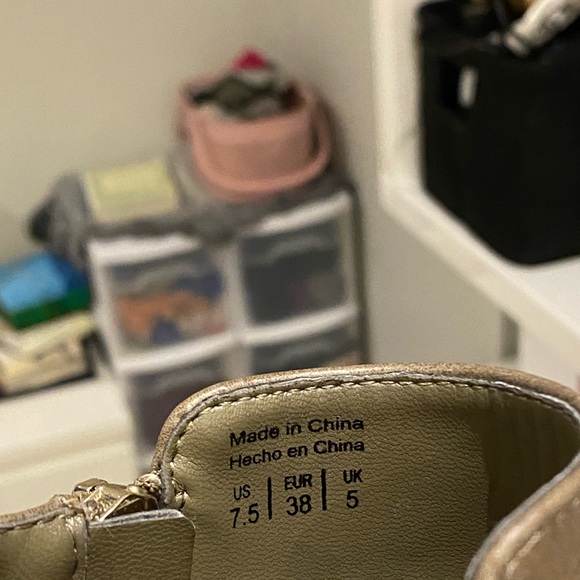 Made in China
Hecho en China
US | EUR | UK
7.5 | 38 | 5